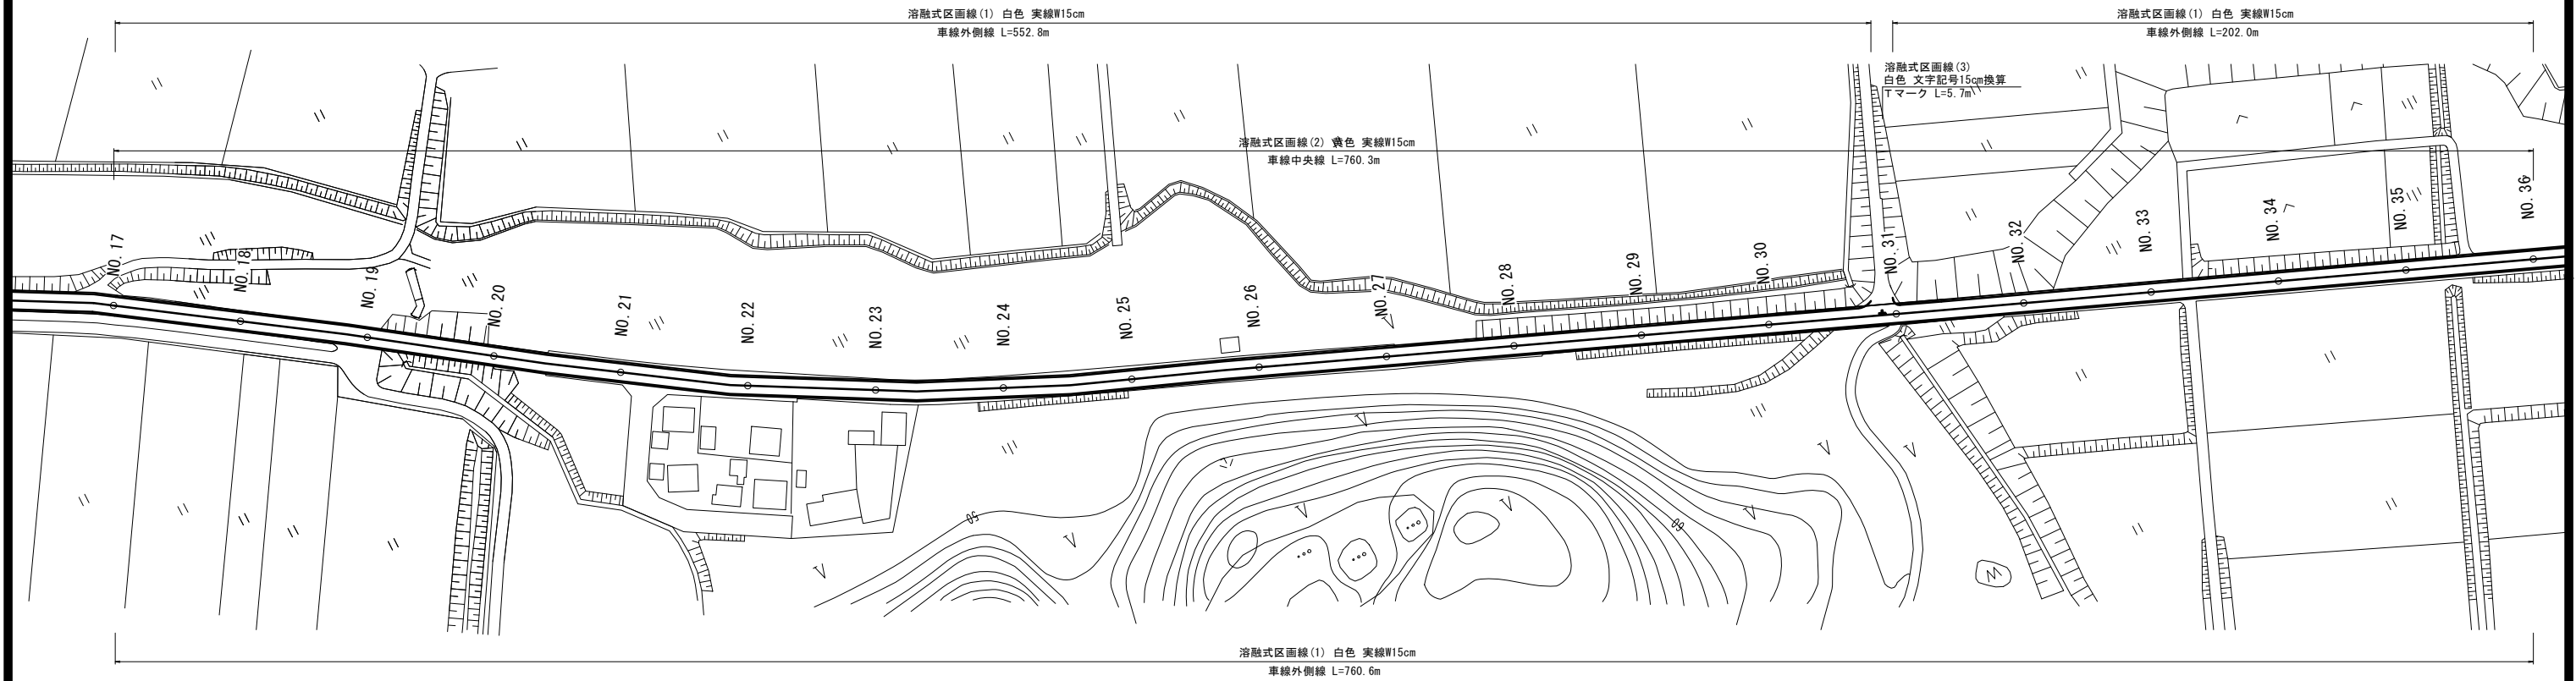 溶融式区画線(1) 白色 実線W15cm
車線外側線 L=552.8m
溶融式区画線(1) 白色 実線W15cm
車線外側線 L=202.0m
溶融式区画線(3)
白色 文字記号15cm換算
Tマーク L=5.7m
溶融式区画線(2) 黄色 実線W15cm
車線中央線 L=760.3m
NO.17
NO.18
NO.19
NO.20
NO.21
NO.22
NO.23
NO.24
NO.25
NO.26
NO.27
NO.28
NO.29
NO.30
NO.31
NO.32
NO.33
NO.34
NO.35
NO.36
50
60
溶融式区画線(1) 白色 実線W15cm
車線外側線 L=760.6m